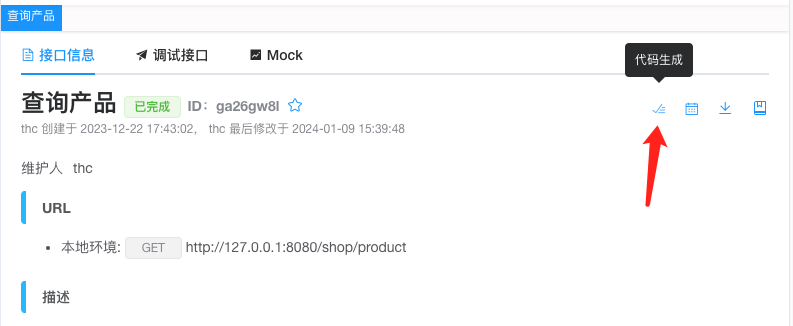 查询产品
接口信息 调试接口 Mock
代码生成
查询产品 已完成 ID：ga26gw8l
thc 创建于 2023-12-22 17:43:02， thc 最后修改于 2024-01-09 15:39:48
维护人 thc
URL
• 本地环境: GET http://127.0.0.1:8080/shop/product
描述